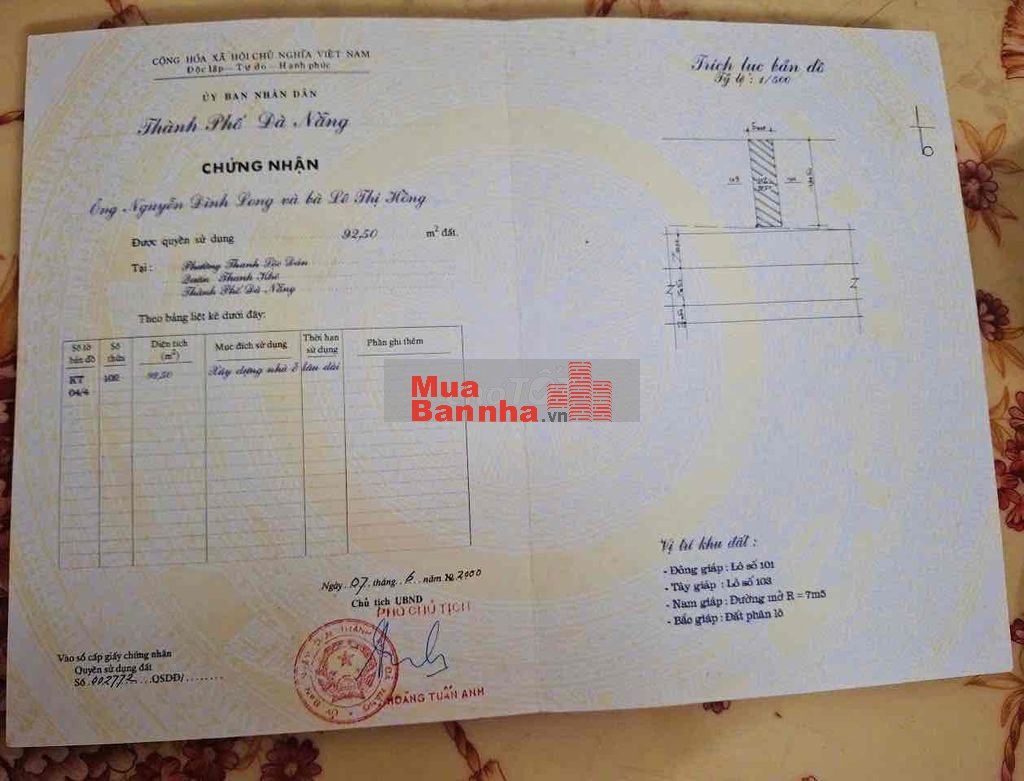 CỘNG HÒA XÃ HỘI CHỦ NGHĨA VIỆT NAM
Độc lập - Tự do - Hạnh phúc
ỦY BAN NHÂN DÂN
Thành Phố Đà Nẵng
CHỨNG NHẬN
Ông Nguyễn Đình Long và bà Lê Thị Hồng
Được quyền sử dụng 92,50 m² đất.
Tại : Phường Thanh Lộc Đán
Quận Thanh Khê
Thành Phố Đà Nẵng
Theo bảng liệt kê dưới đây:
Số tờ bản đồ Số thửa Diện tích (m²) Mục đích sử dụng Thời hạn sử dụng Phần ghi thêm
KT 04/4 102 92,50 Xây dựng nhà ở lâu dài
Ngày 07 tháng 6 năm 2000
Chủ tịch UBND
PHÓ CHỦ TỊCH
HOÀNG TUẤN ANH
Vào sổ cấp giấy chứng nhận
Quyền sử dụng đất
Số 002772 QSDĐ/
Trích lục bản đồ
Tỷ lệ : 1/500
Vị trí khu đất :
- Đông giáp : Lô số 101
- Tây giáp : Lô số 103
- Nam giáp : Đường mở R = 7m5
- Bắc giáp : Đất phân lô
Mua
Bannha.vn